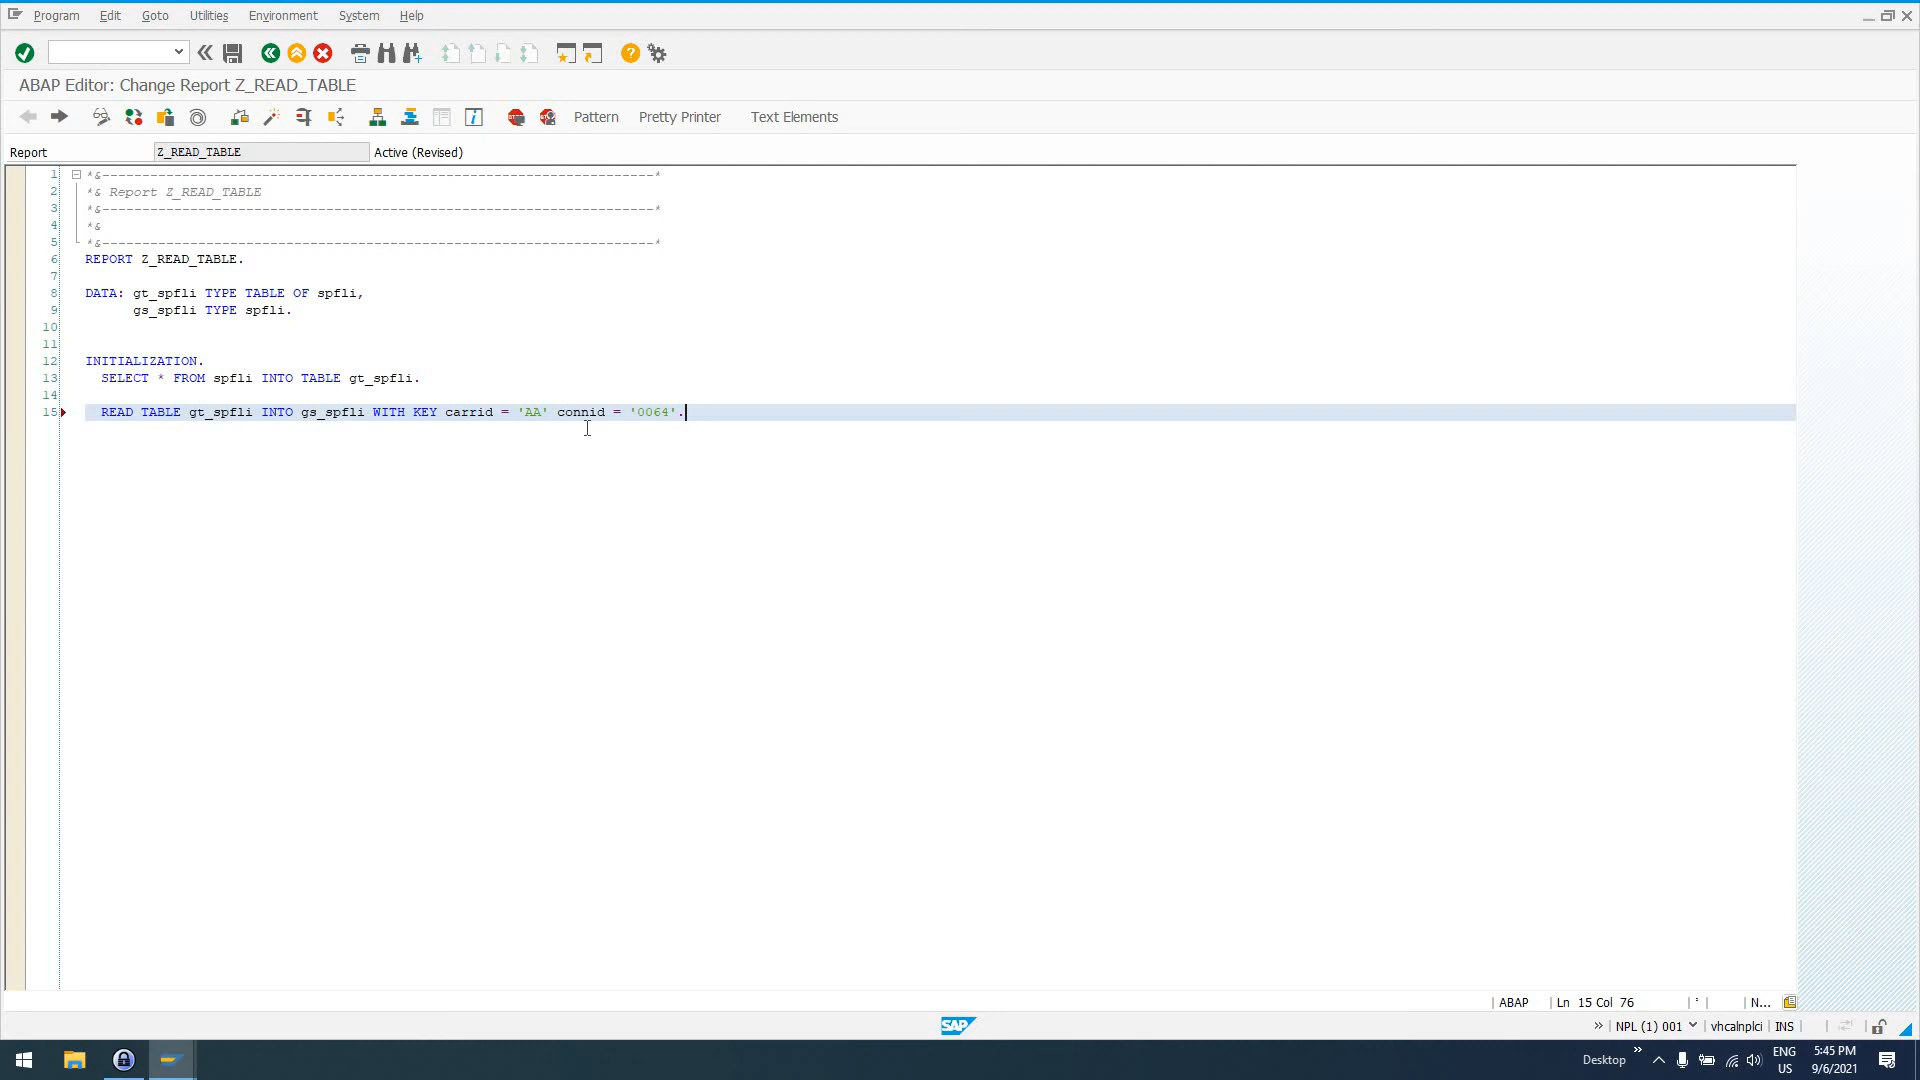 Program Edit Goto Utilities Environment System Help
ABAP Editor: Change Report Z_READ_TABLE
Pattern Pretty Printer Text Elements
Report Z_READ_TABLE Active (Revised)
1 *&---------------------------------------------------------------------*
2 *& Report Z_READ_TABLE
3 *&---------------------------------------------------------------------*
4 *&
5 *&---------------------------------------------------------------------*
6 REPORT Z_READ_TABLE.
7
8 DATA: gt_spfli TYPE TABLE OF spfli,
9 gs_spfli TYPE spfli.
10
11
12 INITIALIZATION.
13 SELECT * FROM spfli INTO TABLE gt_spfli.
14
15 READ TABLE gt_spfli INTO gs_spfli WITH KEY carrid = 'AA' connid = '0064'.
ABAP Ln 15 Col 76 N...
SAP
NPL (1) 001 vhcalnplci INS
Desktop ENG US 5:45 PM 9/6/2021